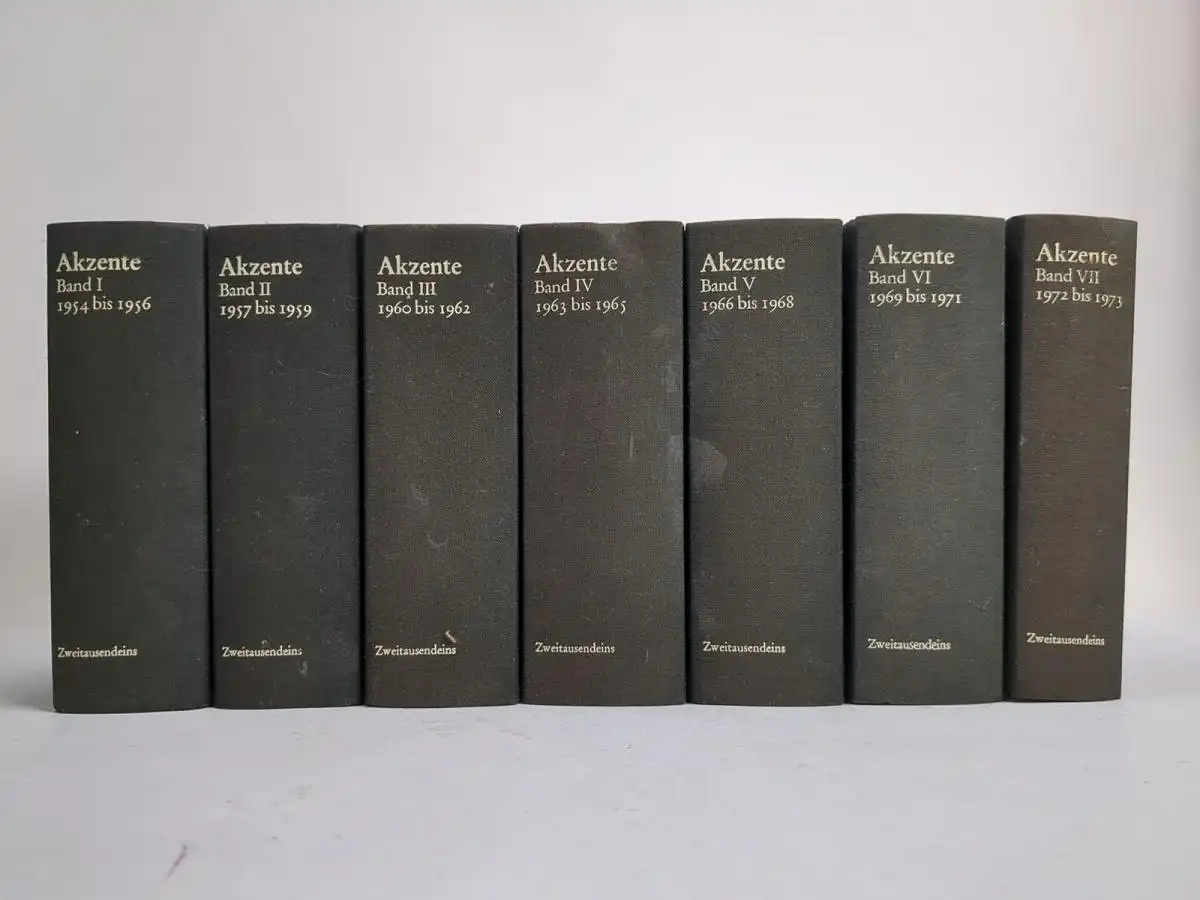 Akzente
Band I
1954 bis 1956
Zweitausendeins
Akzente
Band II
1957 bis 1959
Zweitausendeins
Akzente
Band III
1960 bis 1962
Zweitausendeins
Akzente
Band IV
1963 bis 1965
Zweitausendeins
Akzente
Band V
1966 bis 1968
Zweitausendeins
Akzente
Band VI
1969 bis 1971
Zweitausendeins
Akzente
Band VII
1972 bis 1973
Zweitausendeins